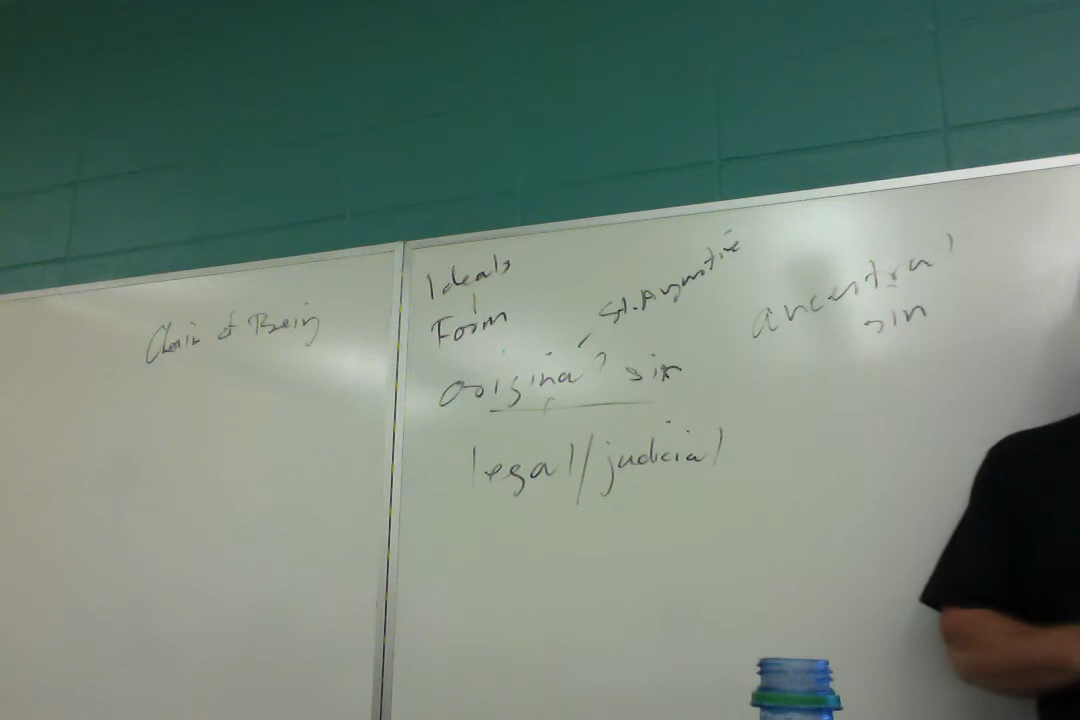 Chain of Being
Ideals
Form
St. Augustine
original sin
ancestral
sin
legal/judicial